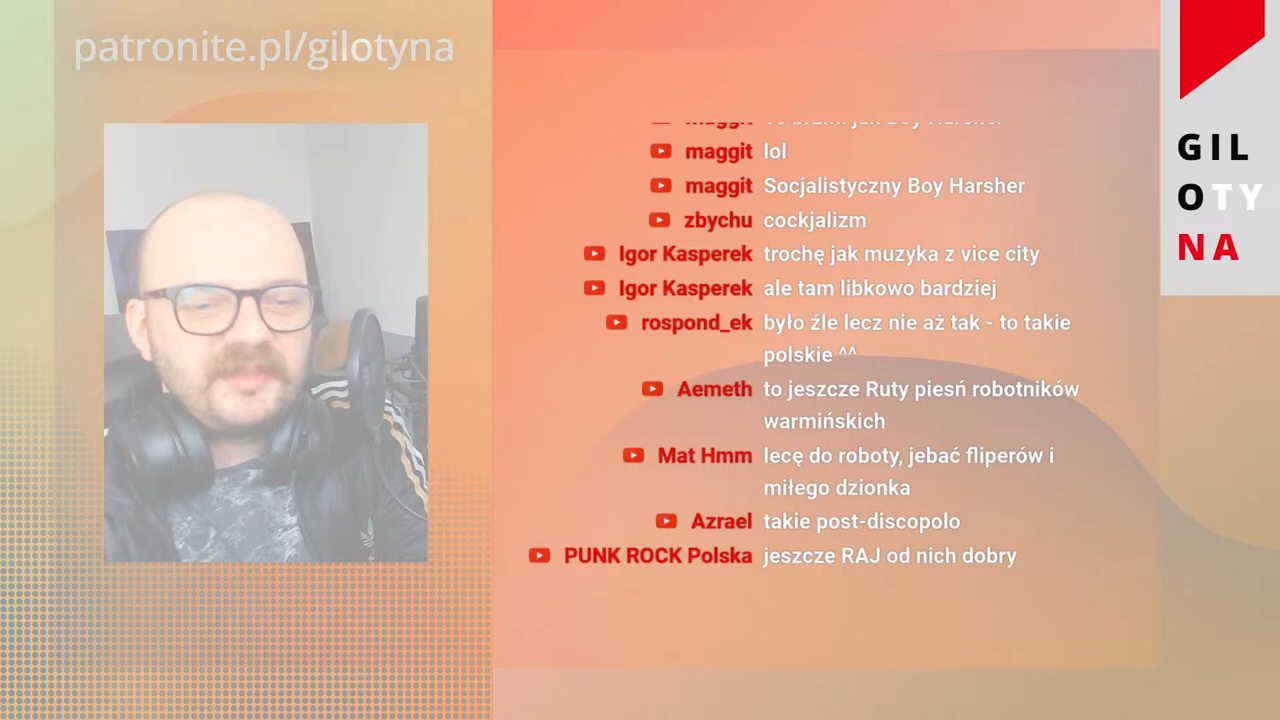 patronite.pl/gilotyna
maggit
maggit lol
maggit Socjalistyczny Boy Harsher
zbychu cockjalizm
Igor Kasperek trochę jak muzyka z vice city
Igor Kasperek ale tam libkowo bardziej
rospond_ek było źle lecz nie aż tak - to takie
polskie ^^
Aemeth to jeszcze Ruty pieśń robotników
warmińskich
Mat Hmm lecę do roboty, jebać fliperów i
miłego dzionka
Azrael takie post-discopolo
PUNK ROCK Polska jeszcze RAJ od nich dobry
GIL
OTY
NA